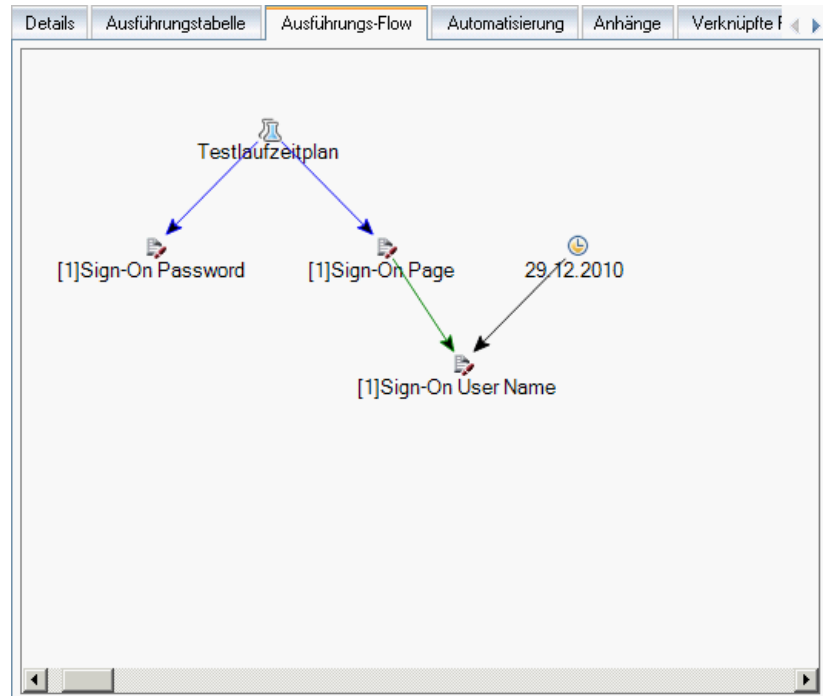 Details Ausführungstabelle Ausführungs-Flow Automatisierung Anhänge Verknüpfte
Testlaufzeitplan
[1]Sign-On Password [1]Sign-On Page 29.12.2010
[1]Sign-On User Name